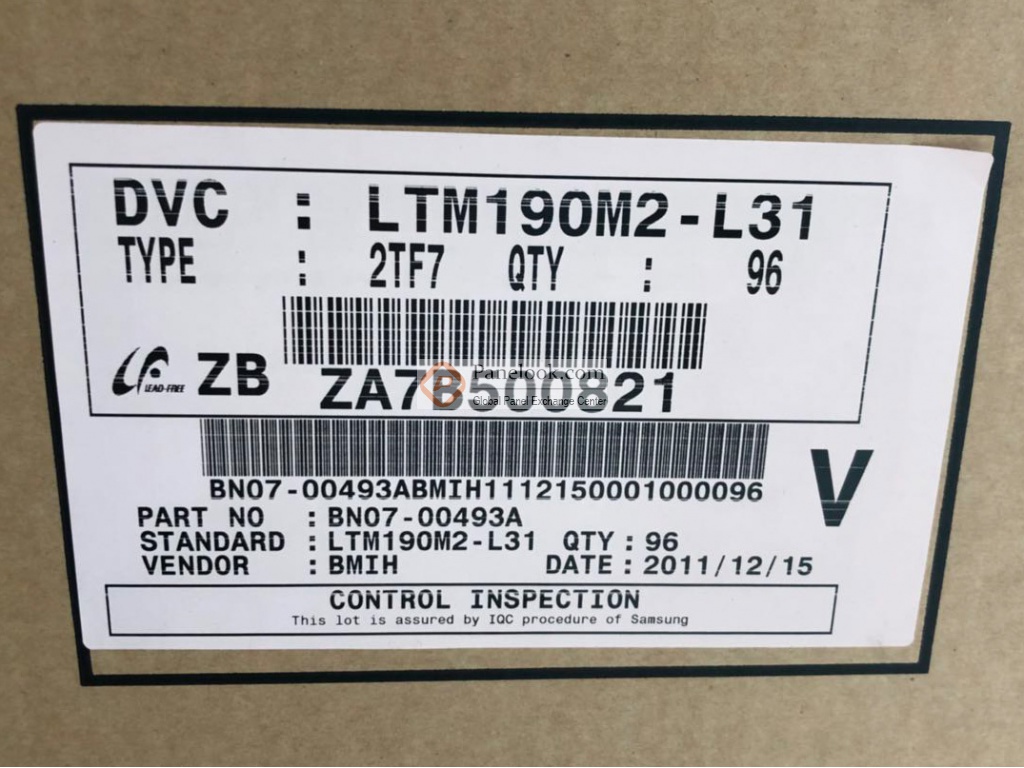 DVC : LTM190M2-L31
TYPE : 2TF7 QTY : 96
LF LEAD-FREE ZB ZA7B500821
Panelook.com
Global Panel Exchange Center
BN07-00493ABMIH1112150001000096
V
PART NO : BN07-00493A
STANDARD : LTM190M2-L31 QTY : 96
VENDOR : BMIH DATE : 2011/12/15
CONTROL INSPECTION
This lot is assured by IQC procedure of Samsung